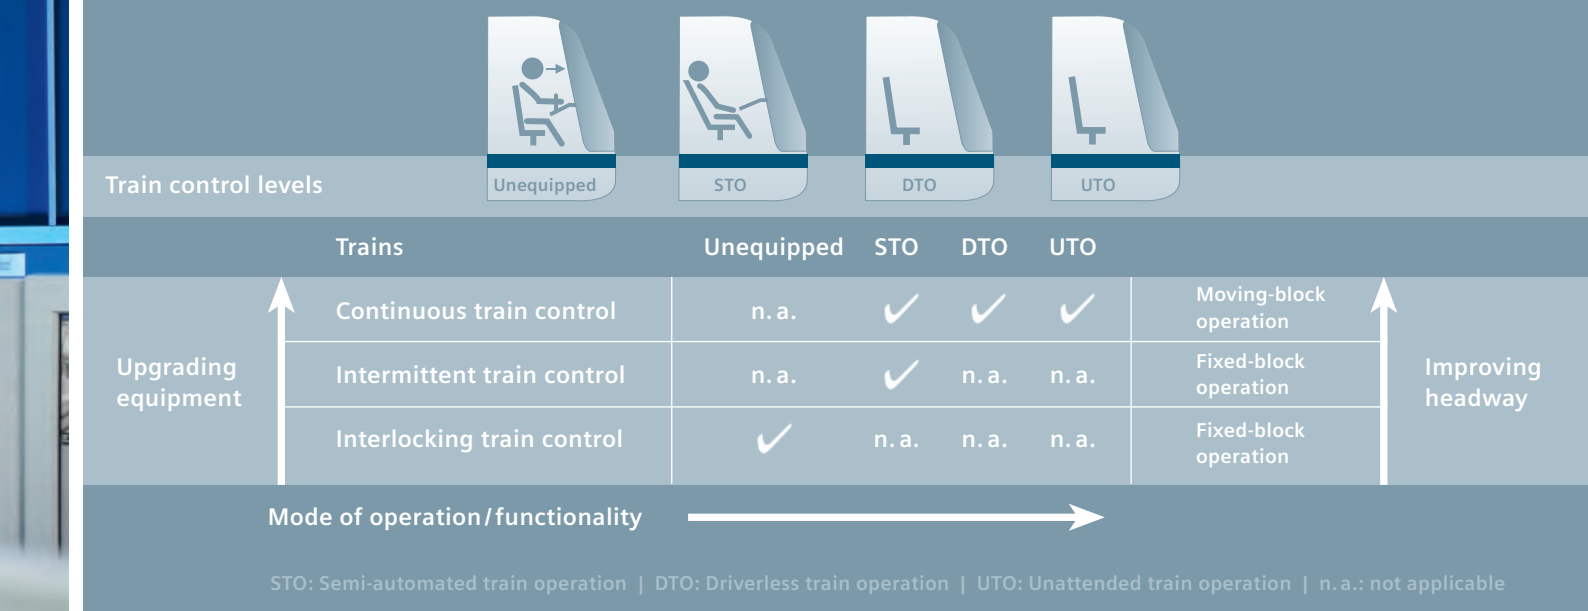 Unequipped STO DTO UTO
Train control levels
Trains Unequipped STO DTO UTO
Continuous train control n.a. ✓ ✓ ✓ Moving-block
operation
Upgrading
equipment
Intermittent train control n.a. ✓ n.a. n.a. Fixed-block
operation
Improving
headway
Interlocking train control ✓ n.a. n.a. n.a. Fixed-block
operation
Mode of operation/functionality
STO: Semi-automated train operation | DTO: Driverless train operation | UTO: Unattended train operation | n.a.: not applicable